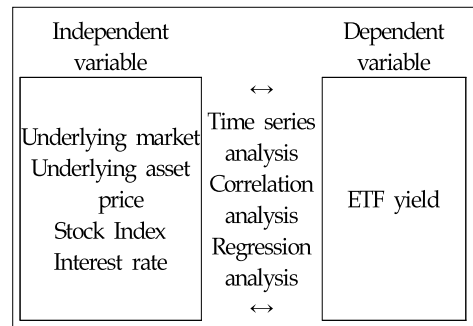 Independent
variable
Underlying market
Underlying asset
price
Stock Index
Interest rate
↔
Time series
analysis
Correlation
analysis
Regression
analysis
↔
Dependent
variable
ETF yield